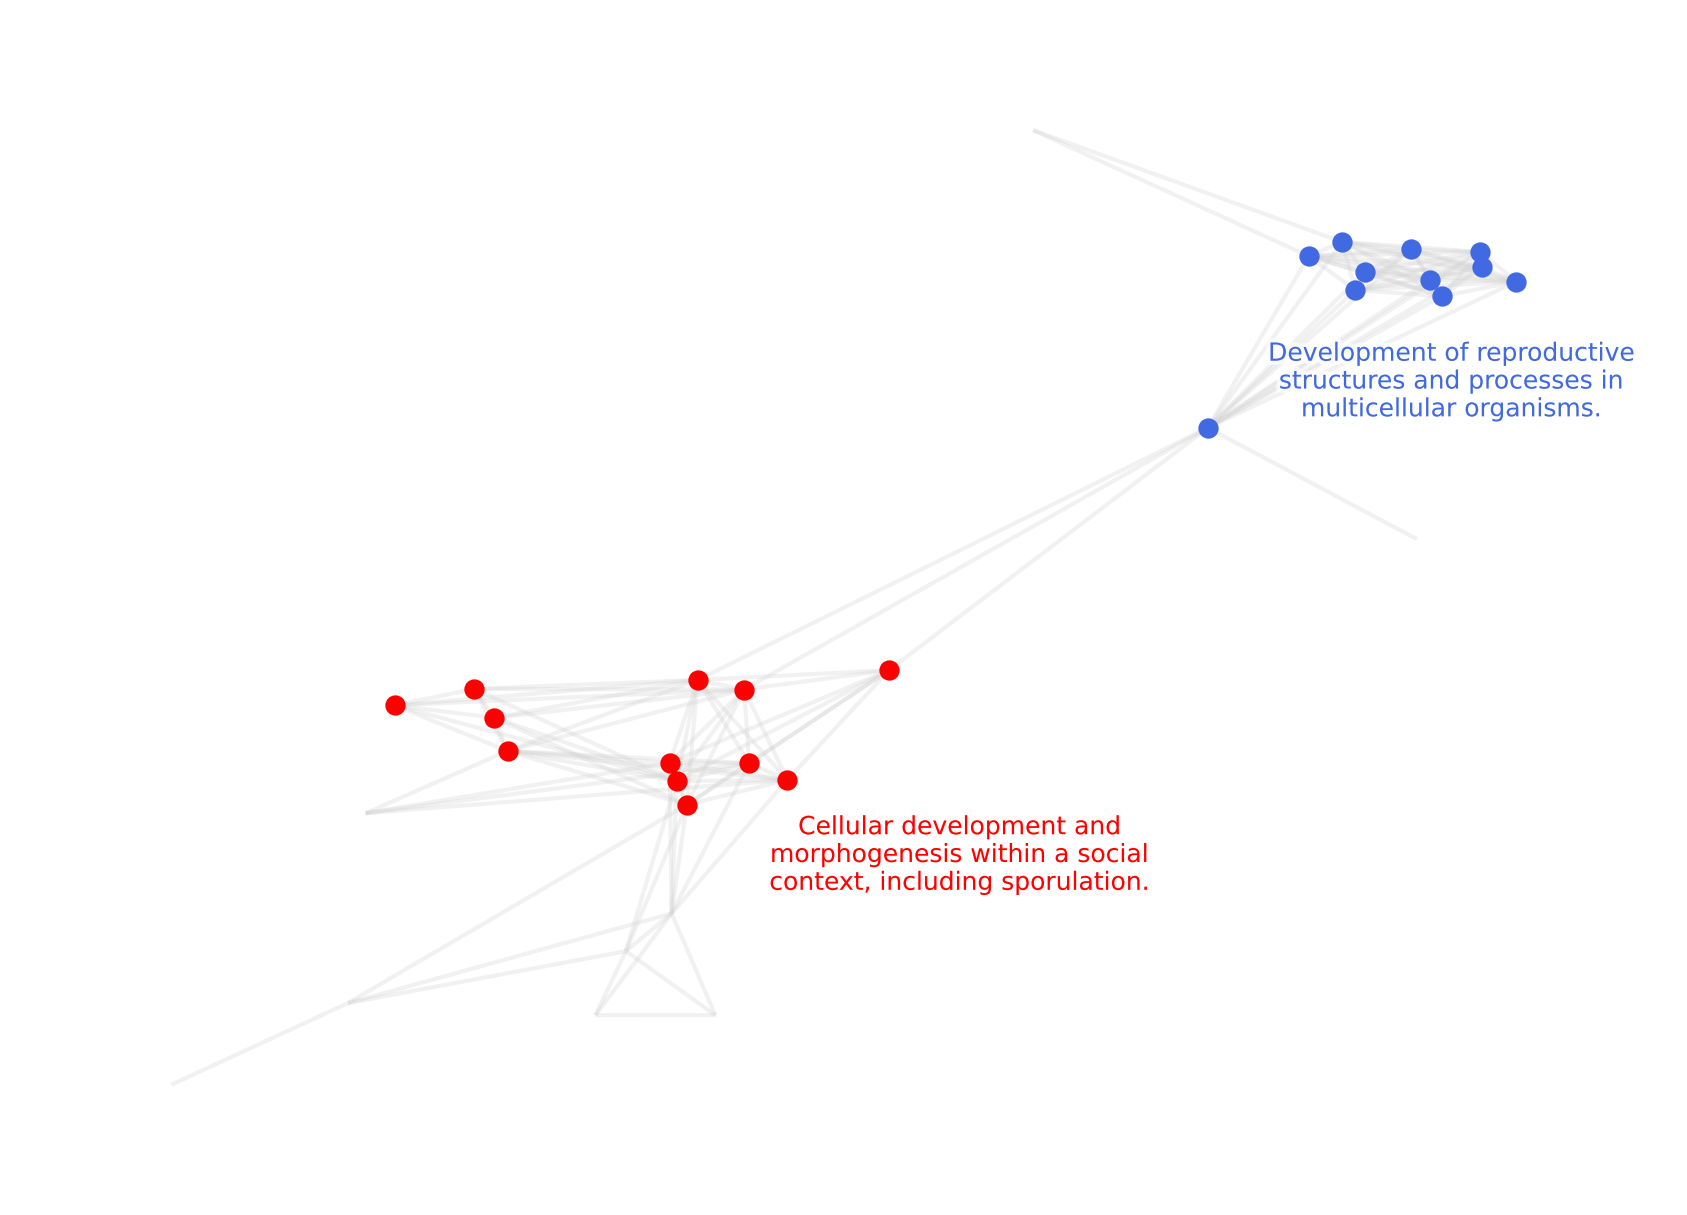 Development of reproductive
structures and processes in
multicellular organisms.
Cellular development and
morphogenesis within a social
context, including sporulation.